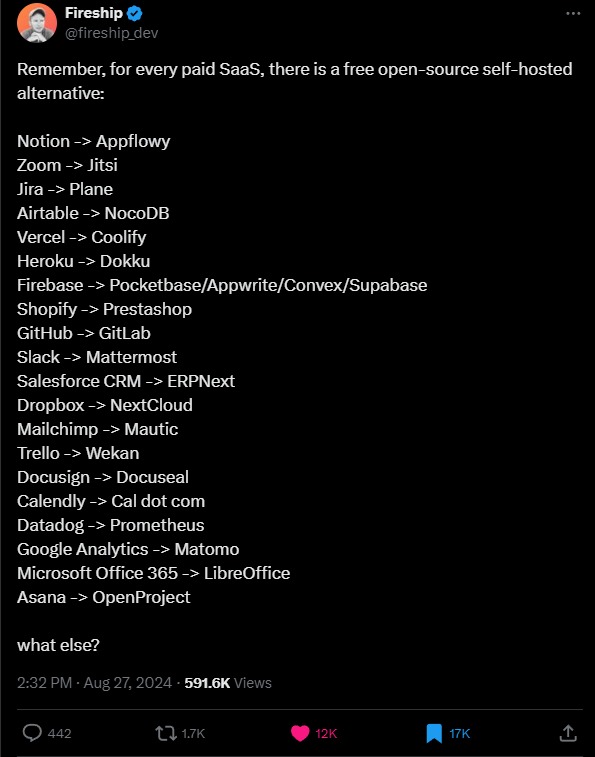 Fireship
@fireship_dev
Remember, for every paid SaaS, there is a free open-source self-hosted
alternative:
Notion -> Appflowy
Zoom -> Jitsi
Jira -> Plane
Airtable -> NocoDB
Vercel -> Coolify
Heroku -> Dokku
Firebase -> Pocketbase/Appwrite/Convex/Supabase
Shopify -> Prestashop
GitHub -> GitLab
Slack -> Mattermost
Salesforce CRM -> ERPNext
Dropbox -> NextCloud
Mailchimp -> Mautic
Trello -> Wekan
Docusign -> Docuseal
Calendly -> Cal dot com
Datadog -> Prometheus
Google Analytics -> Matomo
Microsoft Office 365 -> LibreOffice
Asana -> OpenProject
what else?
2:32 PM · Aug 27, 2024 · 591.6K Views
442 1.7K 12K 17K